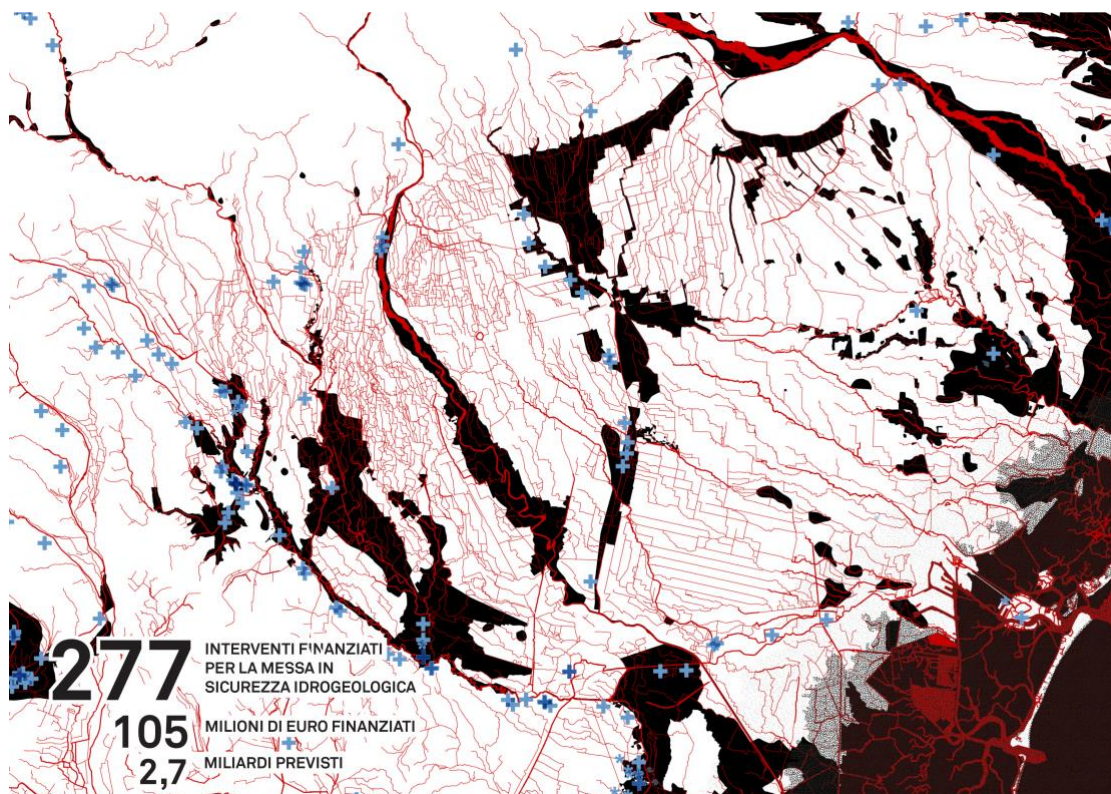 277
INTERVENTI FINANZIATI
PER LA MESSA IN
SICUREZZA IDROGEOLOGICA
105
MILIONI DI EURO FINANZIATI
2,7
MILIARDI PREVISTI